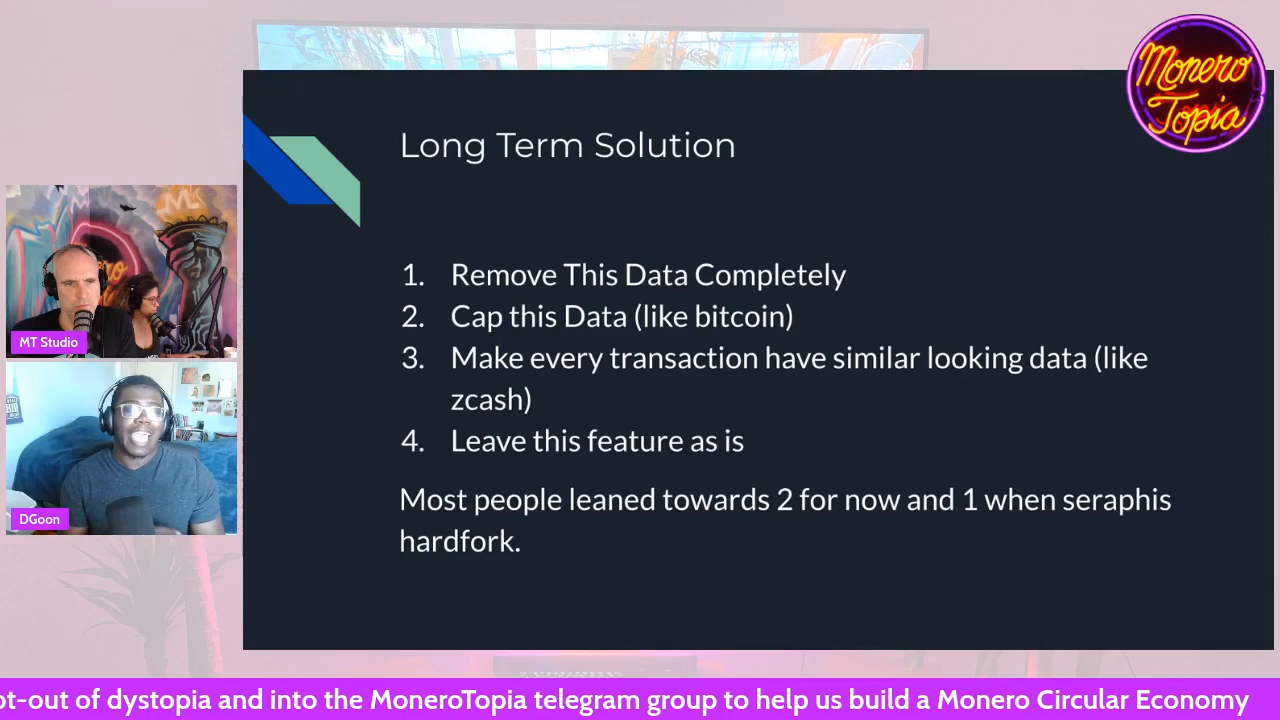 Monero
Topia
Long Term Solution
1. Remove This Data Completely
2. Cap this Data (like bitcoin)
3. Make every transaction have similar looking data (like
zcash)
4. Leave this feature as is
Most people leaned towards 2 for now and 1 when seraphis
hardfork.
MT Studio
DGoon
pt-out of dystopia and into the MoneroTopia telegram group to help us build a Monero Circular Economy